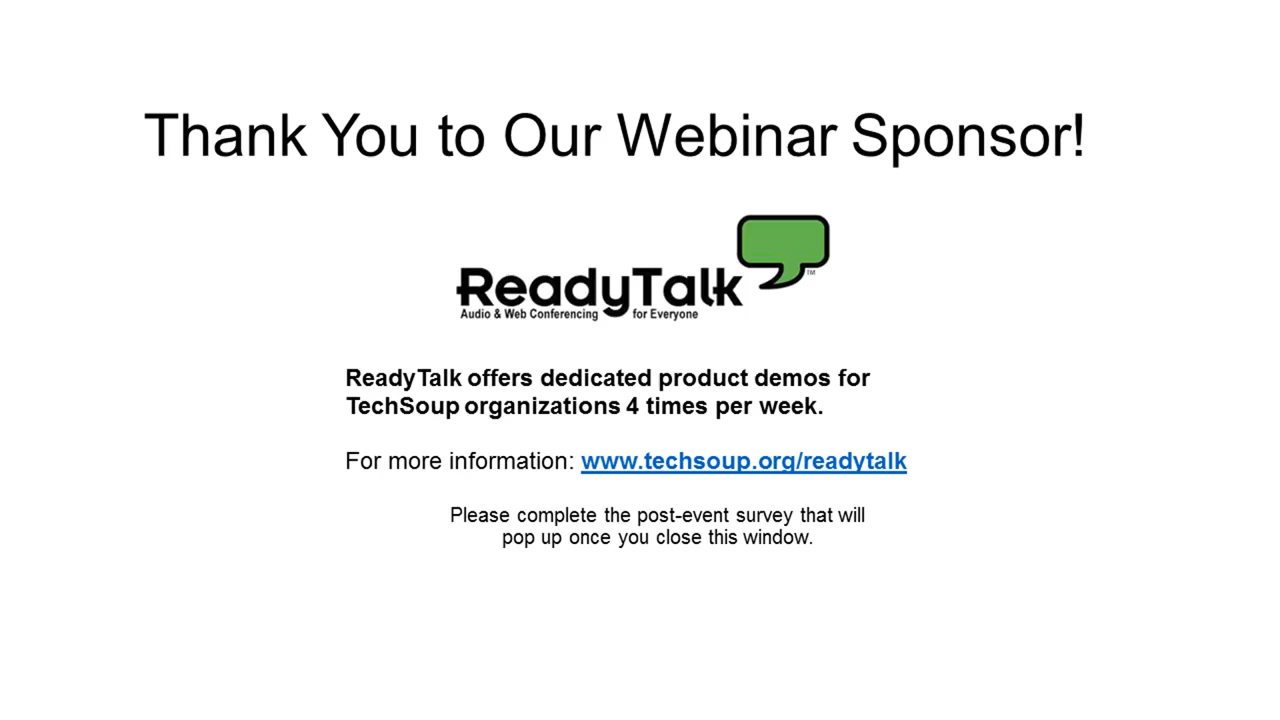 Thank You to Our Webinar Sponsor!
ReadyTalk
TM
Audio & Web Conferencing for Everyone
ReadyTalk offers dedicated product demos for
TechSoup organizations 4 times per week.
For more information: www.techsoup.org/readytalk
Please complete the post-event survey that will
pop up once you close this window.